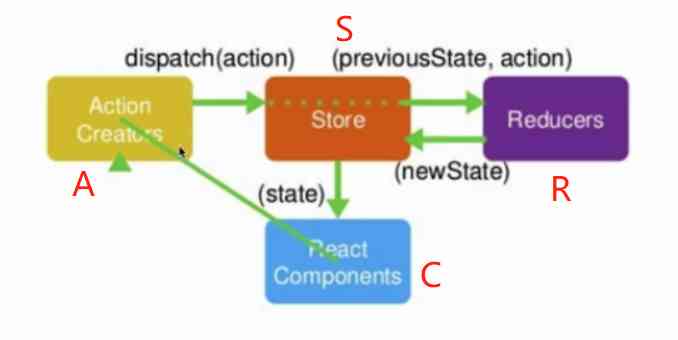 S
dispatch(action)
(previousState, action)
Action
Creators
Store
Reducers
A
(state)
(newState)
R
React
Components
C